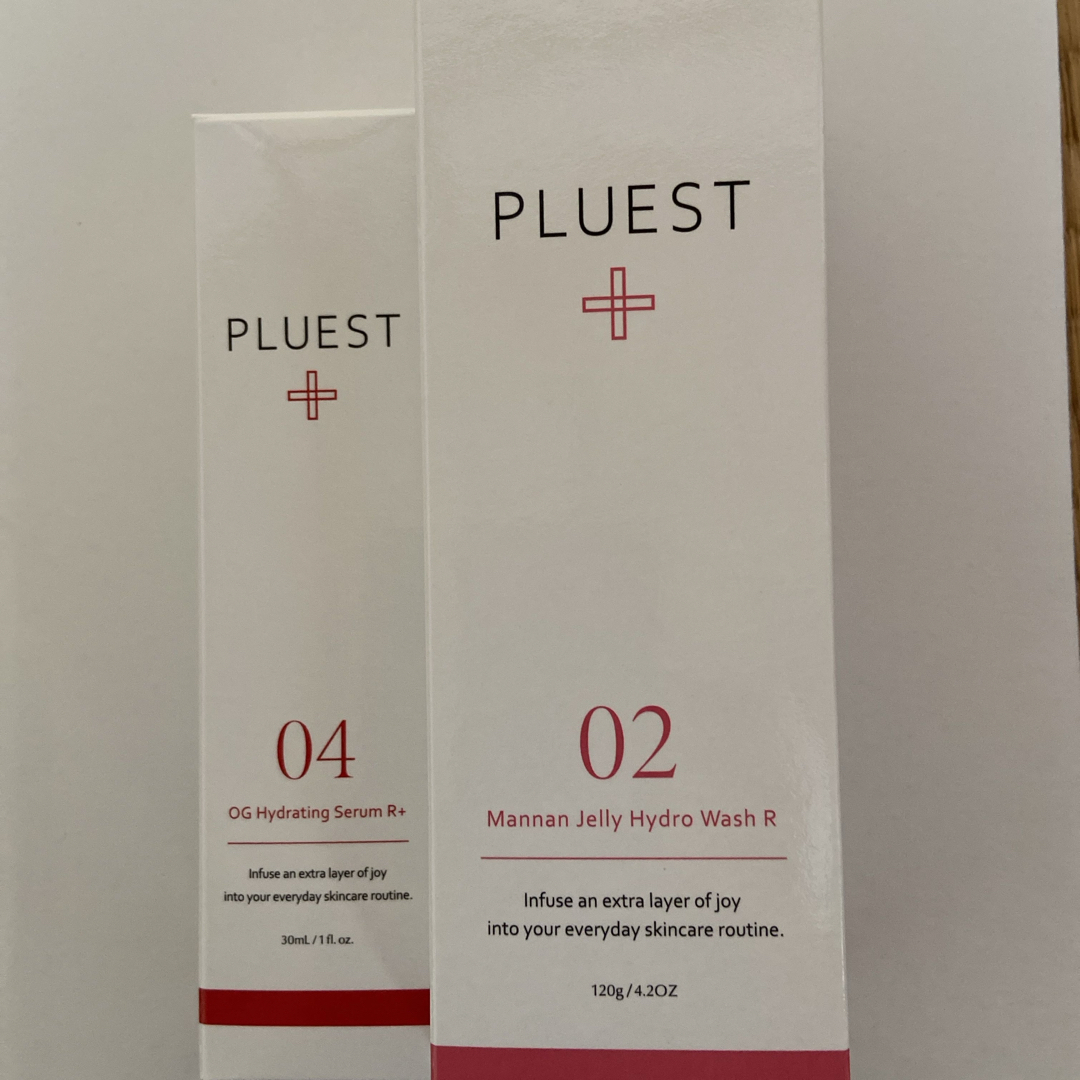 PLUEST
04
OG Hydrating Serum R+
Infuse an extra layer of joy
into your everyday skincare routine.
30mL / 1 fl. oz.
PLUEST
02
Mannan Jelly Hydro Wash R
Infuse an extra layer of joy
into your everyday skincare routine.
120g / 4.2OZ